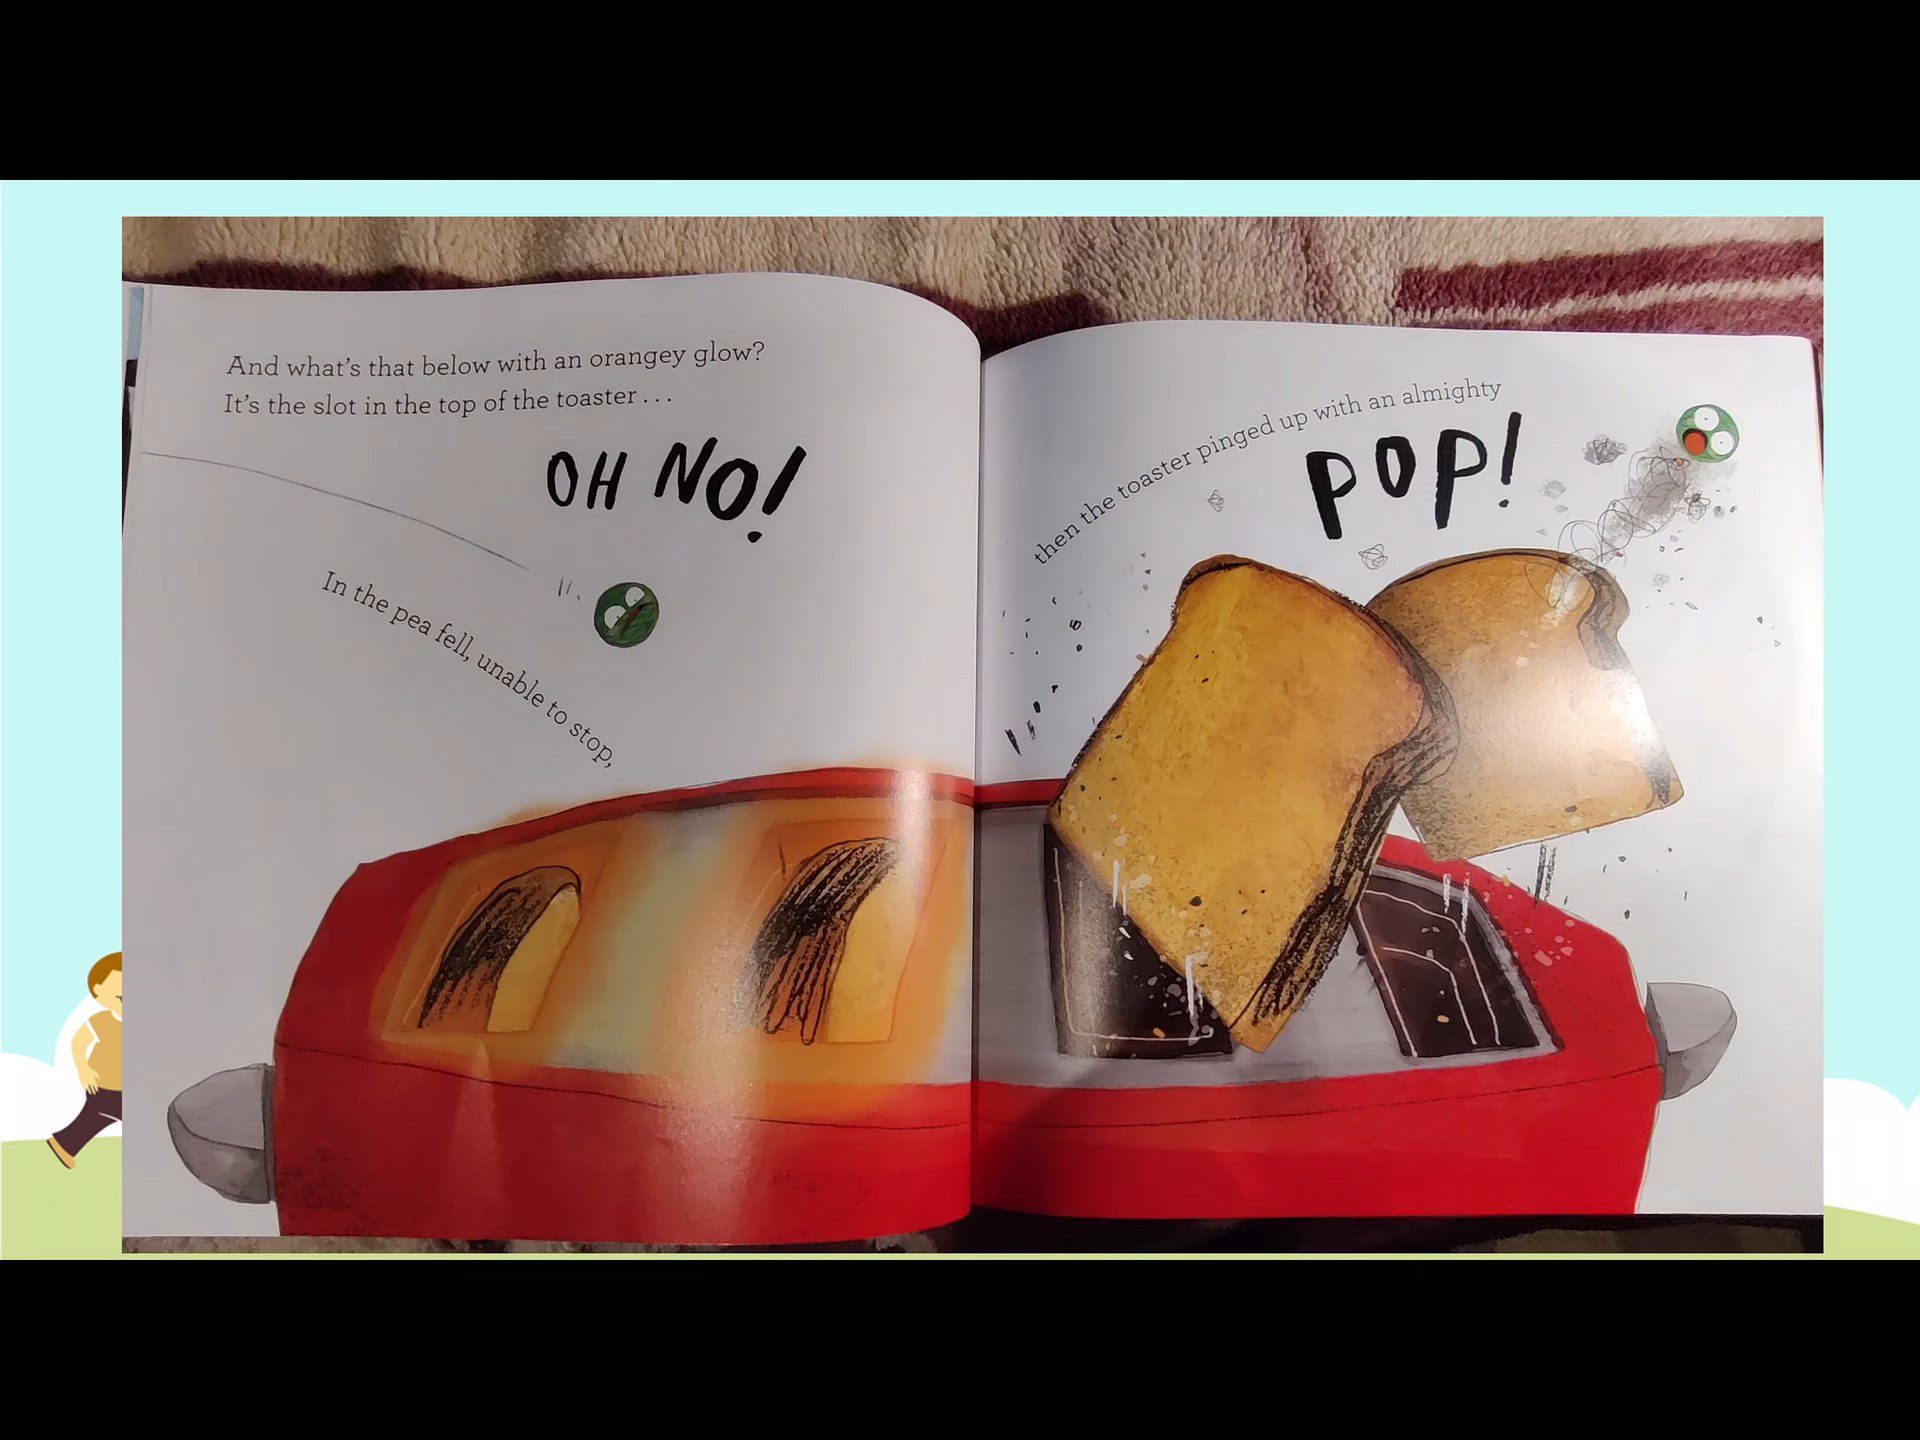 And what's that below with an orangey glow?
It's the slot in the top of the toaster . . .
OH NO!
In the pea fell, unable to stop,
then the toaster pinged up with an almighty
POP!